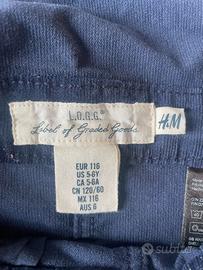 L.O.G.G.
Label of Graded Goods
H&M
EUR 116
US 5-6Y
CA 5-6A
CN 120/60
MX 116
AUS 6
subito